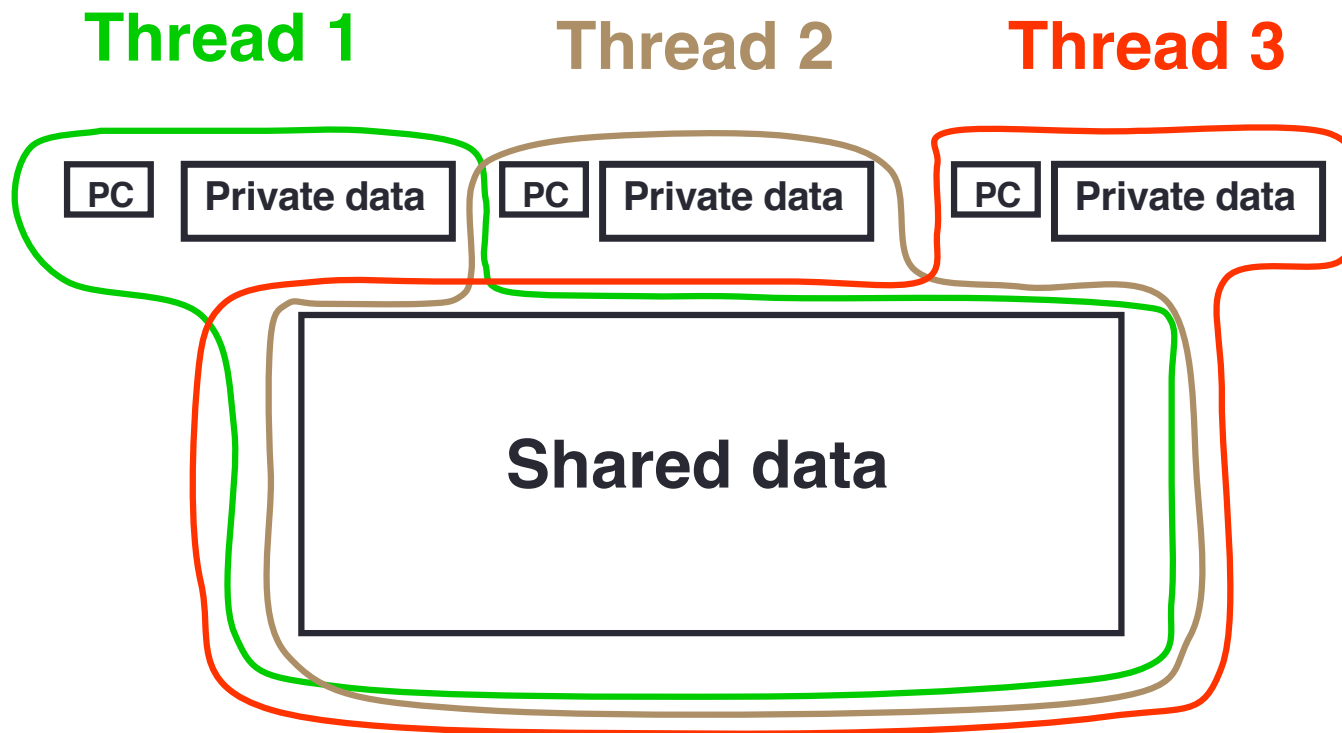 Thread 1
Thread 2
Thread 3
PC
Private data
PC
Private data
PC
Private data
Shared data